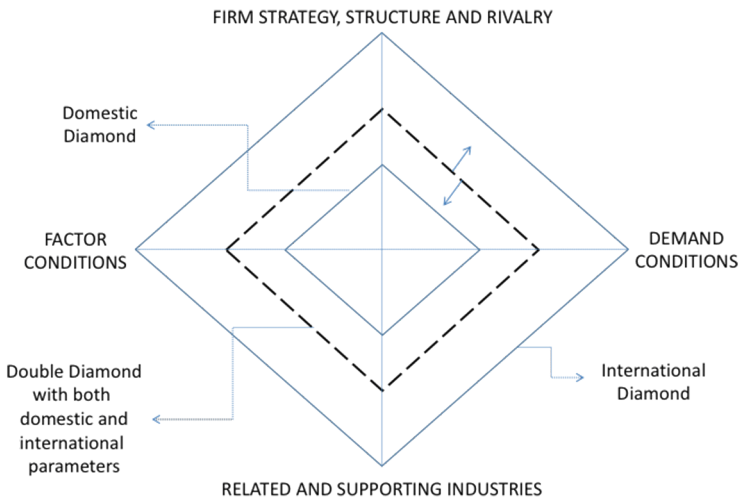 FIRM STRATEGY, STRUCTURE AND RIVALRY
Domestic
Diamond
FACTOR
CONDITIONS
DEMAND
CONDITIONS
Double Diamond
with both
domestic and
international
parameters
International
Diamond
RELATED AND SUPPORTING INDUSTRIES